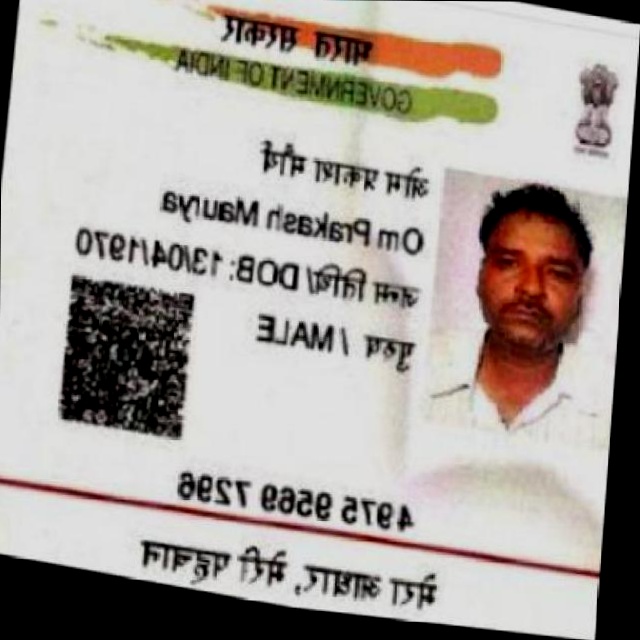 भारत सरकार
GOVERNMENT OF INDIA
ओम प्रकाश मौर्य
Om Prakash Maurya
जन्म तिथि/ DOB: 13/04/1970
पुरुष / MALE
4975 9569 7296
मेरा आधार, मेरी पहचान